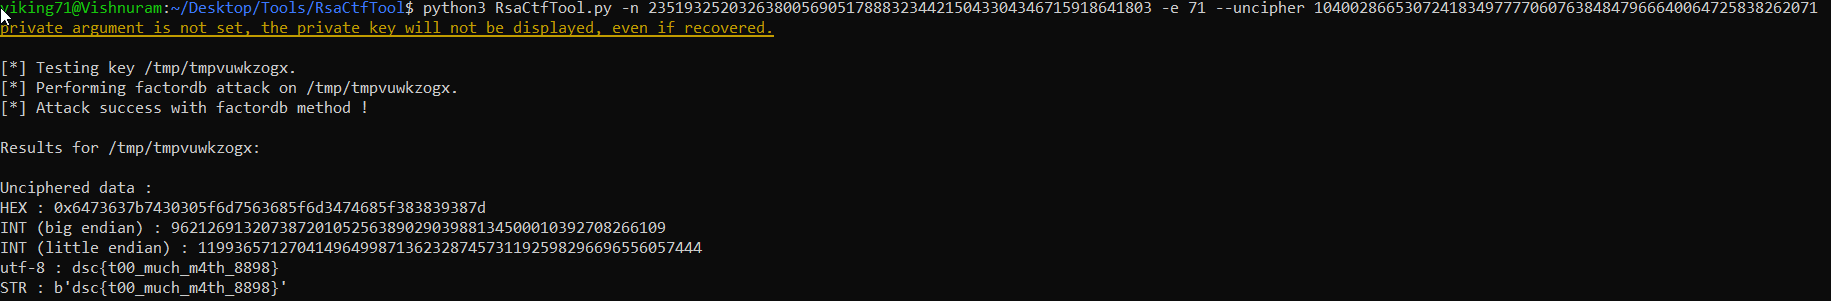 viking71@Vishnuram:~/Desktop/Tools/RsaCtfTool$ python3 RsaCtfTool.py -n 23519325203263800569051788832344215043304346715918641803 -e 71 --uncipher 10400286653072418349777706076384847966640064725838262071
private argument is not set, the private key will not be displayed, even if recovered.
[*] Testing key /tmp/tmpvuwkzogx.
[*] Performing factordb attack on /tmp/tmpvuwkzogx.
[*] Attack success with factordb method !
Results for /tmp/tmpvuwkzogx:
Unciphered data :
HEX : 0x6473637b7430305f6d7563685f6d3474685f383839387d
INT (big endian) : 9621269132073872010525638902903988134500010392708266109
INT (little endian) : 11993657127041496499871362328745731192598296696556057444
utf-8 : dsc{t00_much_m4th_8898}
STR : b'dsc{t00_much_m4th_8898}'